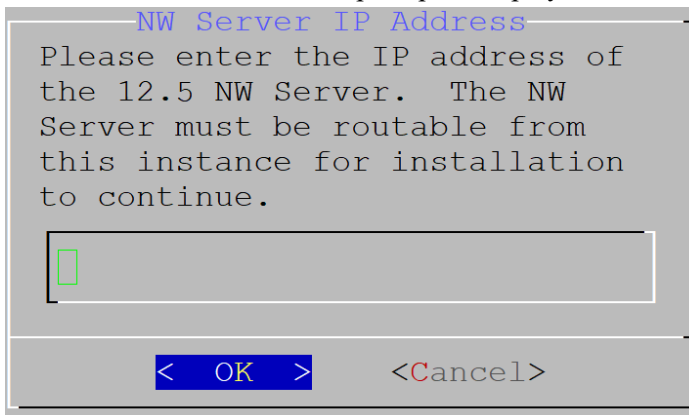 NW Server IP Address
Please enter the IP address of
the 12.5 NW Server.  The NW
Server must be routable from
this instance for installation
to continue.
<  OK  >     <Cancel>